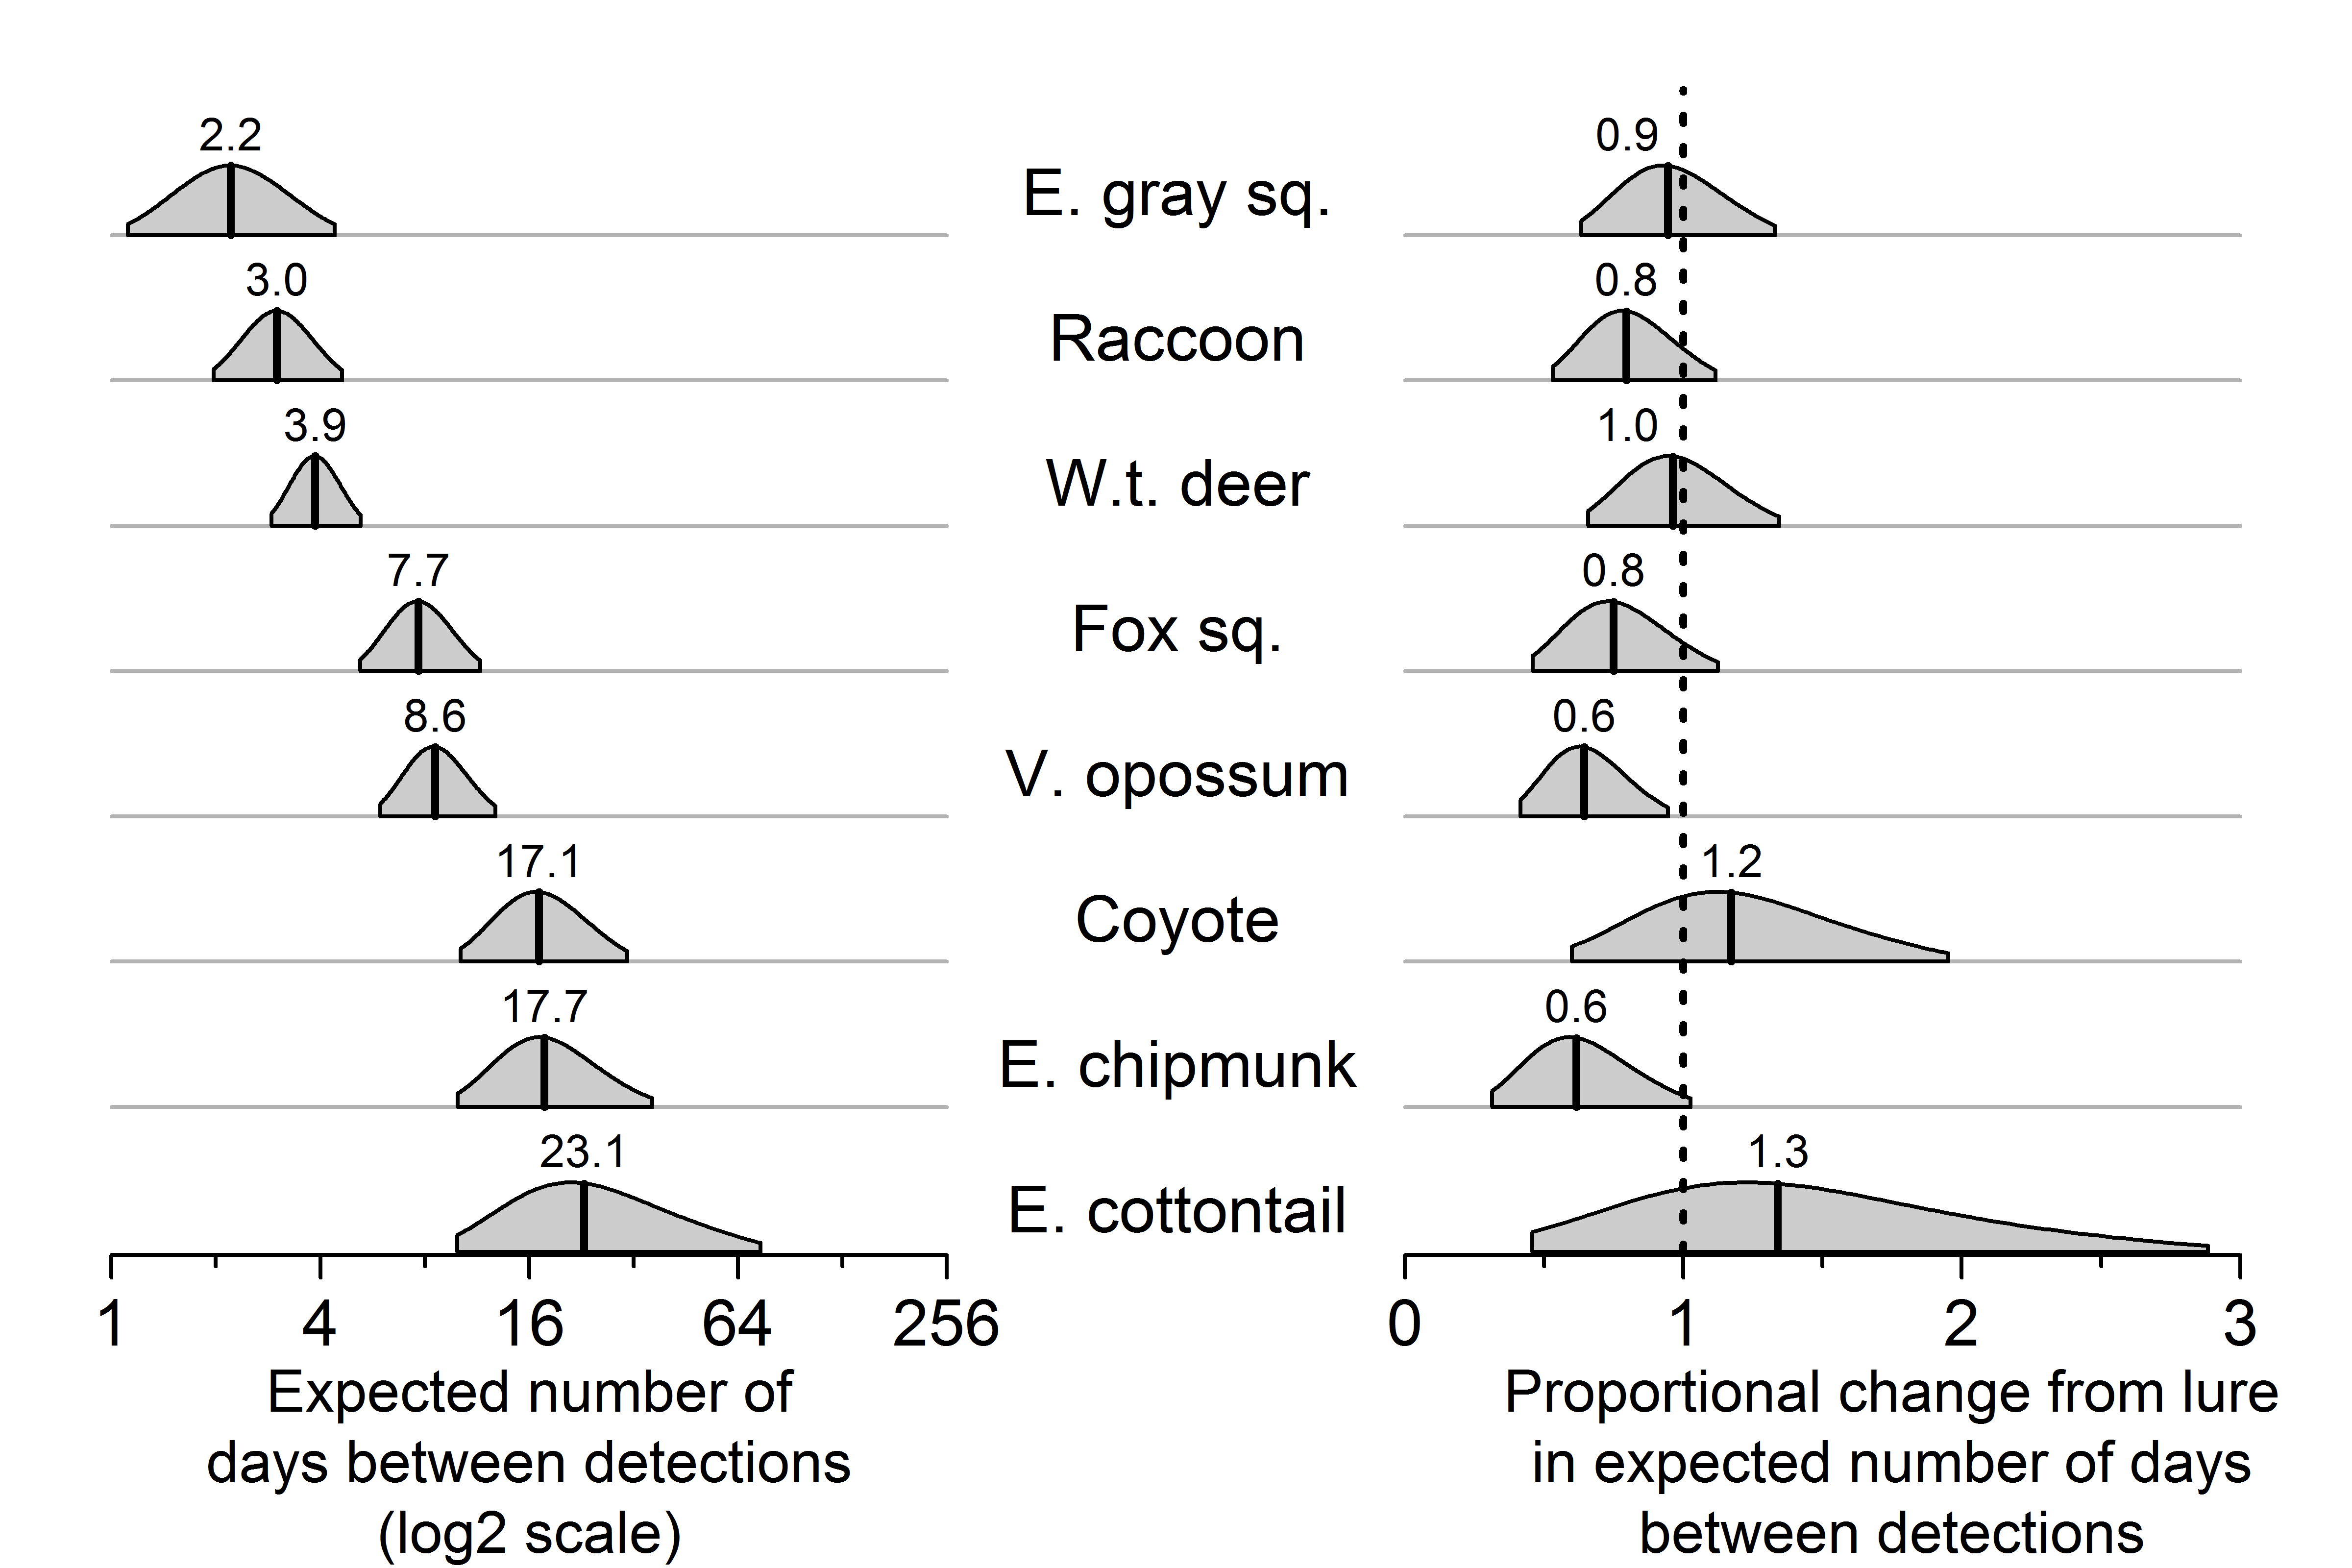 2.2
0.9
E. gray sq.
3.0
0.8
Raccoon
3.9
1.0
W.t. deer
7.7
0.8
Fox sq.
8.6
0.6
V. opossum
17.1
1.2
Coyote
17.7
0.6
E. chipmunk
23.1
1.3
E. cottontail
1 4 16 64 256
0 1 2 3
Expected number of
days between detections
(log2 scale)
Proportional change from lure
in expected number of days
between detections